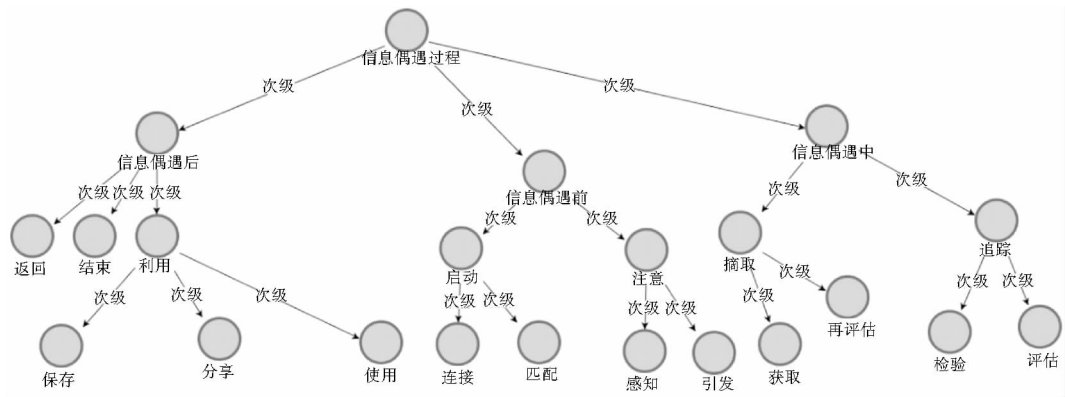 信息偶遇过程
次级
次级
次级
信息偶遇后
信息偶遇中
信息偶遇前
次级
次级
次级
次级
次级
次级
次级
返回
结束
利用
启动
注意
摘取
追踪
次级
次级
次级
次级
次级
次级
次级
次级
次级
次级
次级
保存
分享
使用
连接
匹配
感知
引发
获取
再评估
检验
评估